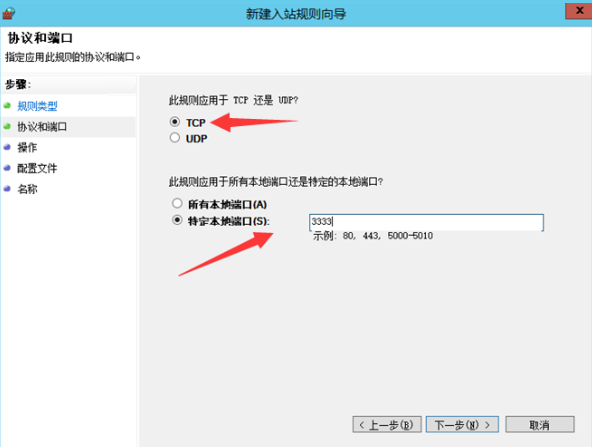 新建入站规则向导
x
协议和端口
指定应用此规则的协议和端口。
步骤:
规则类型
协议和端口
操作
配置文件
名称
此规则应用于 TCP 还是 UDP?
TCP
UDP
此规则应用于所有本地端口还是特定的本地端口?
所有本地端口(A)
特定本地端口(S):
3333
示例: 80, 443, 5000-5010
< 上一步(B)
下一步(N) >
取消